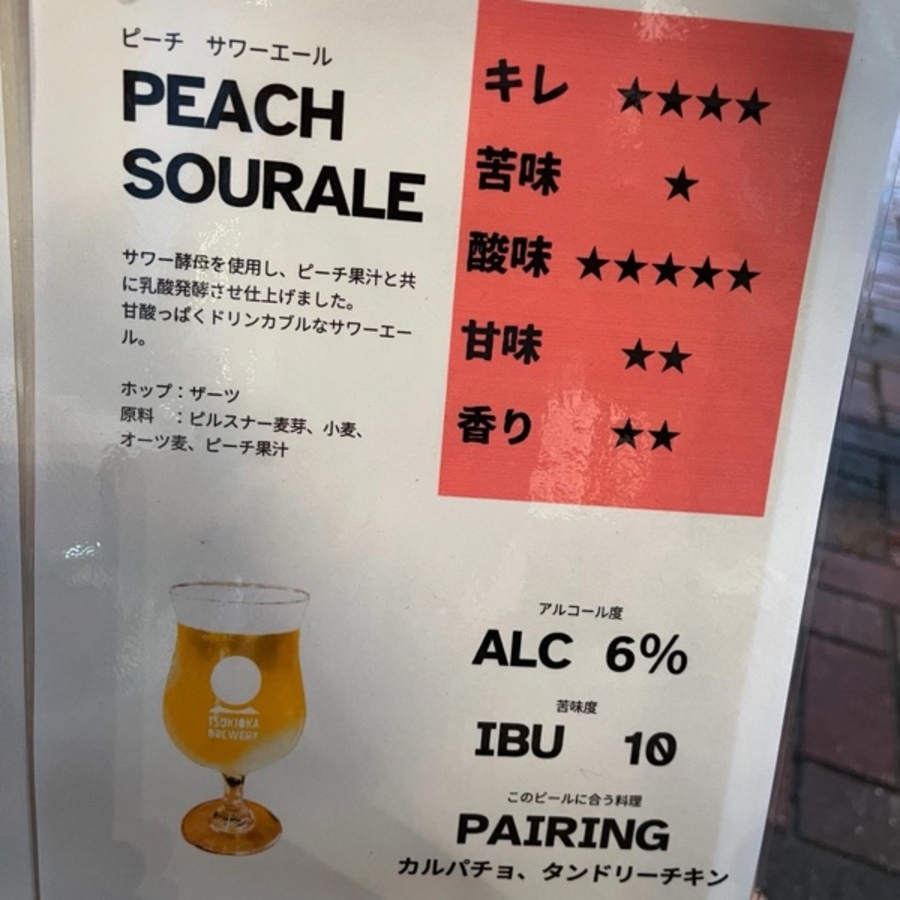 ピーチ　サワーエール
PEACH
SOURALE
サワー酵母を使用し、ピーチ果汁と共
に乳酸発酵させ仕上げました。
甘酸っぱくドリンカブルなサワーエー
ル。
ホップ：ザーツ
原料　：ピルスナー麦芽、小麦、
オーツ麦、ピーチ果汁
キレ ★★★★
苦味 ★
酸味 ★★★★★
甘味 ★★
香り ★★
TSUKIOKA
BREWERY
アルコール度
ALC 6%
苦味度
IBU 10
このビールに合う料理
PAIRING
カルパチョ、タンドリーチキン